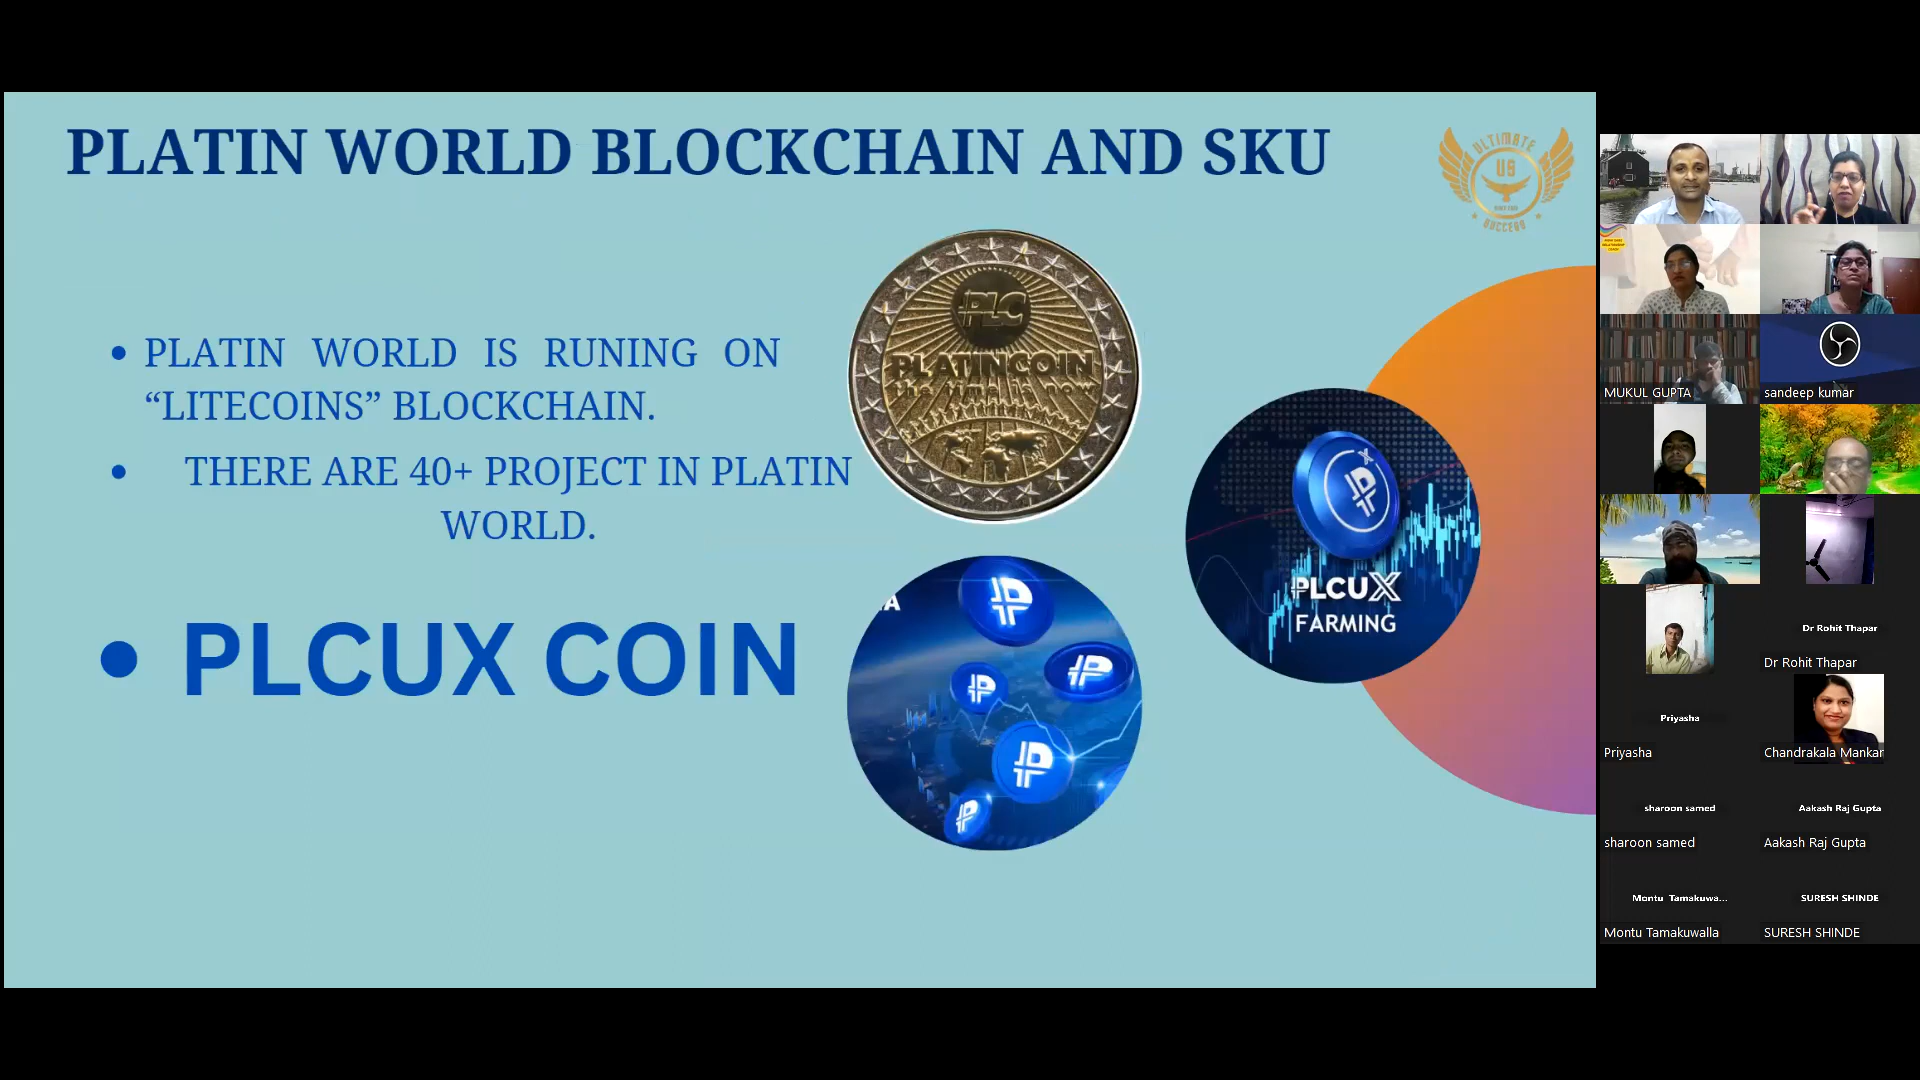 PLATIN WORLD BLOCKCHAIN AND SKU
ULTIMATE
US
SUCCESS
• PLATIN WORLD IS RUNING ON
“LITECOINS” BLOCKCHAIN.
• THERE ARE 40+ PROJECT IN PLATIN
WORLD.
• PLCUX COIN
PLC
PLATINCOIN
PLCUX
FARMING
MUKUL GUPTA
sandeep kumar
Dr Rohit Thapar
Dr Rohit Thapar
Priyasha
Priyasha
Chandrakala Mankar
sharoon samed
sharoon samed
Aakash Raj Gupta
Aakash Raj Gupta
Montu Tamakuwa...
Montu Tamakuwalla
SURESH SHINDE
SURESH SHINDE